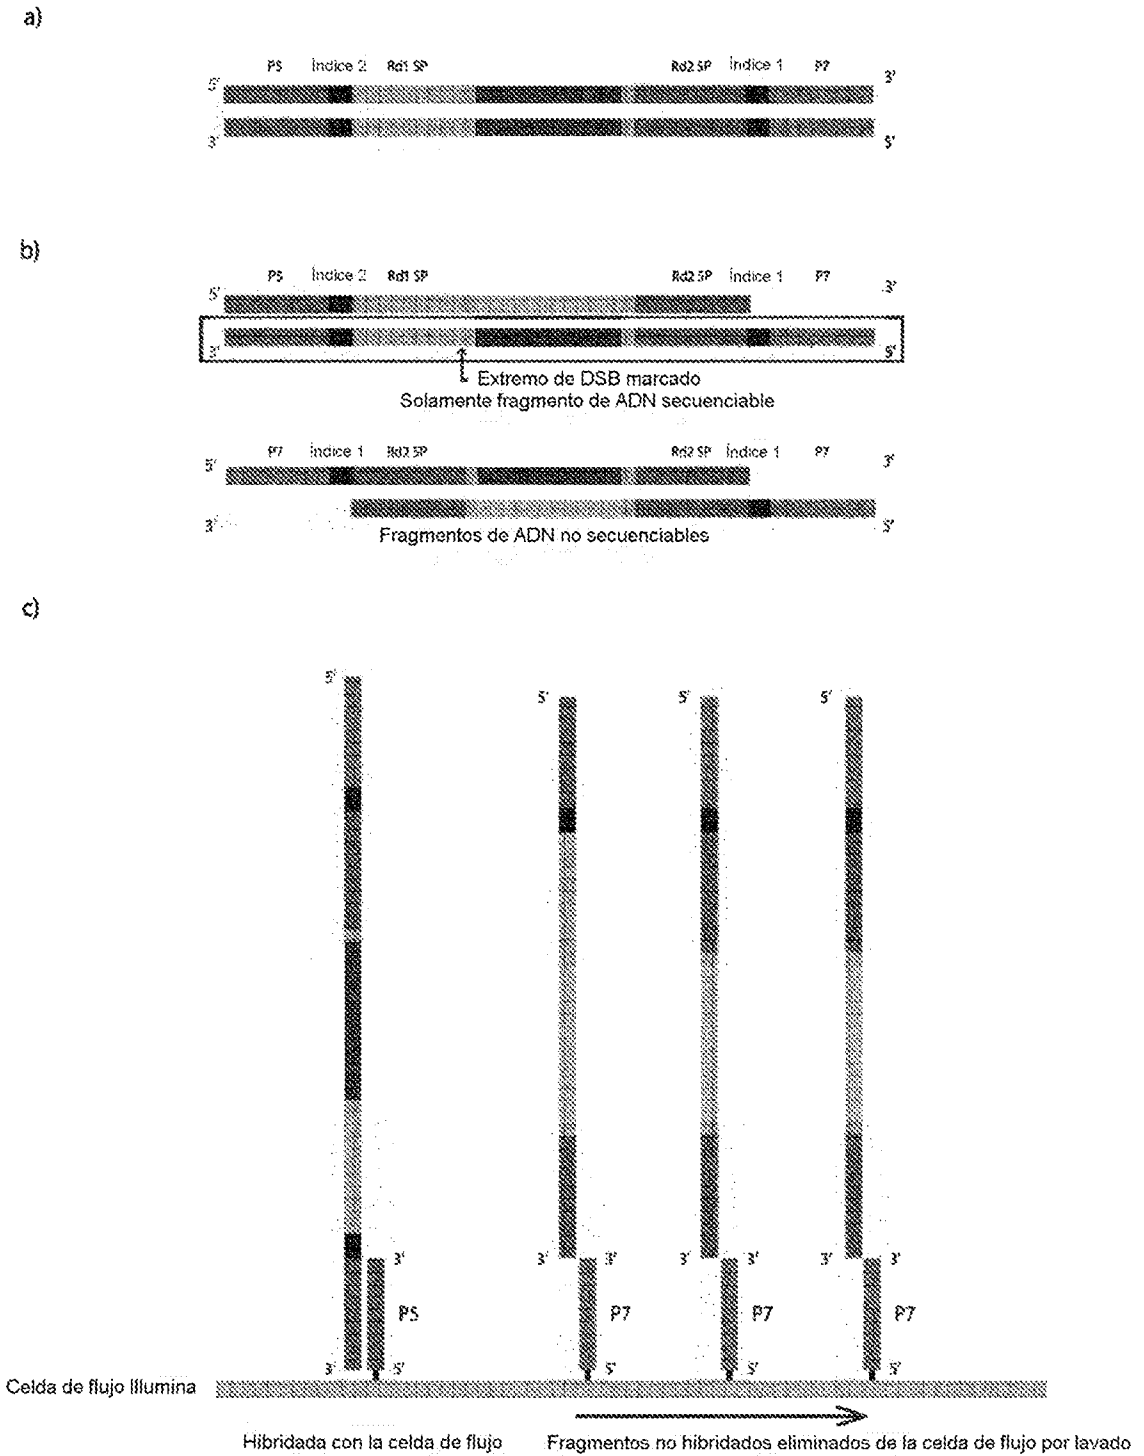 a)
P5 Índice 2 Rd1 SP Rd2 SP Índice 1 P7
5' 3'
3' 5'
b)
P5 Índice 2 Rd1 SP Rd2 SP Índice 1 P7
5' 3'
3' 5'
Extremo de DSB marcado
Solamente fragmento de ADN secuenciable
P7 Índice 1 Rd2 SP Rd2 SP Índice 1 P7
5' 3'
3' 5'
Fragmentos de ADN no secuenciables
c)
5' 5' 5' 5'
3' 3' 3' 3' 3' 3' 3'
P5 P7 P7 P7
3' 5' 5' 5' 5'
Celda de flujo Illumina
Hibridada con la celda de flujo
Fragmentos no hibridados eliminados de la celda de flujo por lavado